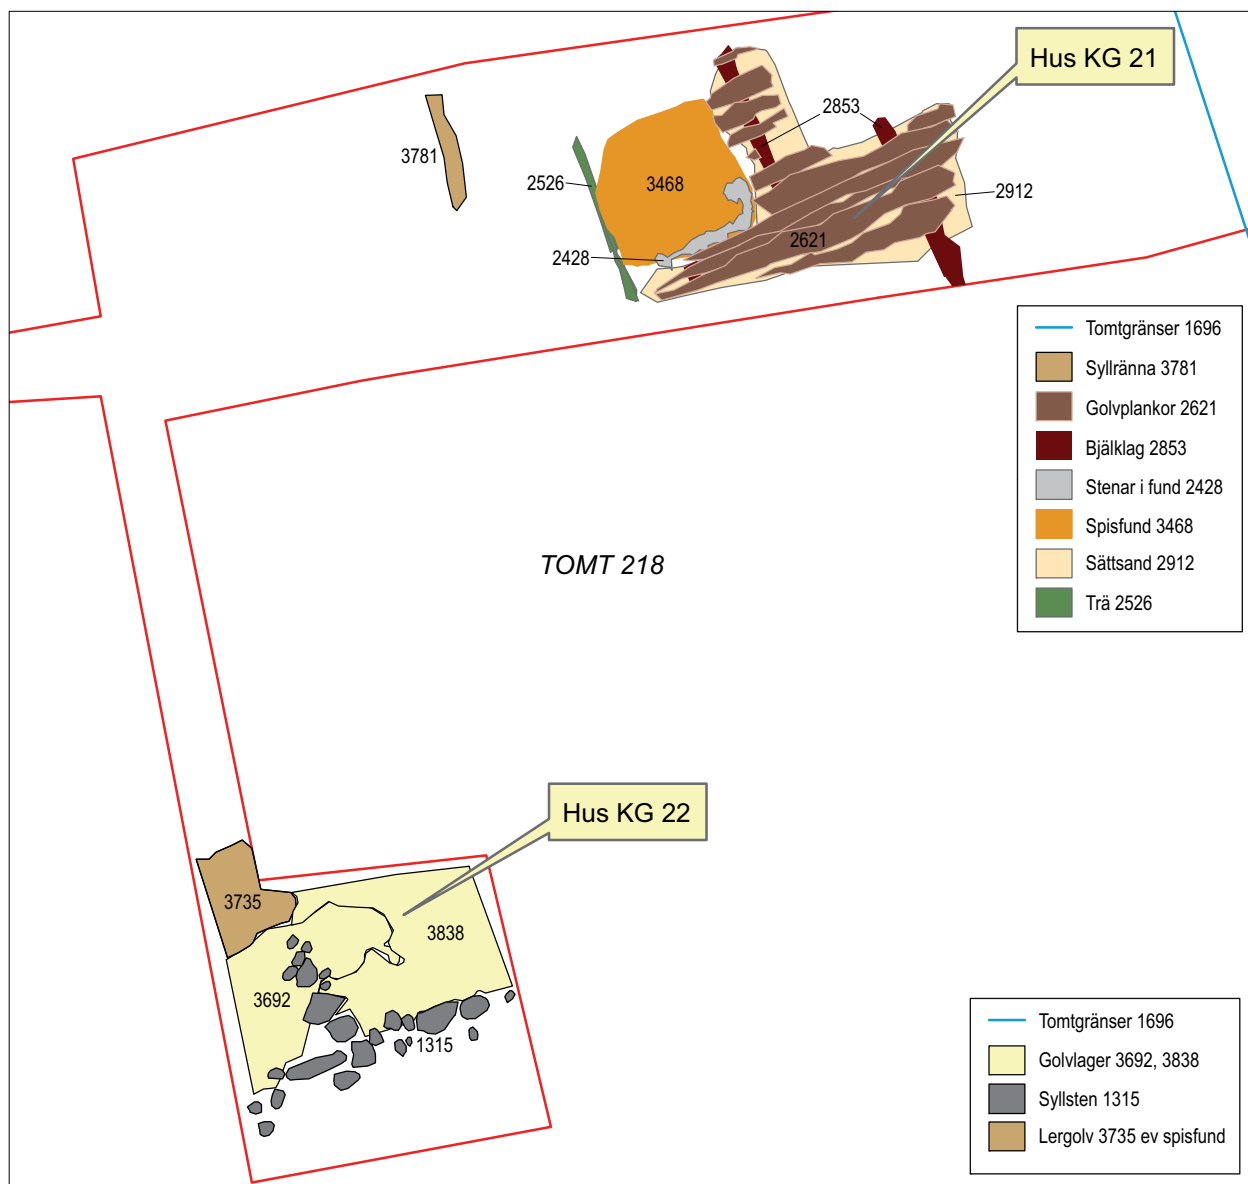 Hus KG 21
2853
3781
2526
3468
2912
2621
2428
Tomtgränser 1696
Syllränna 3781
Golvplankor 2621
Bjälklag 2853
Stenar i fund 2428
Spisfund 3468
Sättsand 2912
Trä 2526
TOMT 218
Hus KG 22
3735
3838
3692
1315
Tomtgränser 1696
Golvlager 3692, 3838
Syllsten 1315
Lergolv 3735 ev spisfund